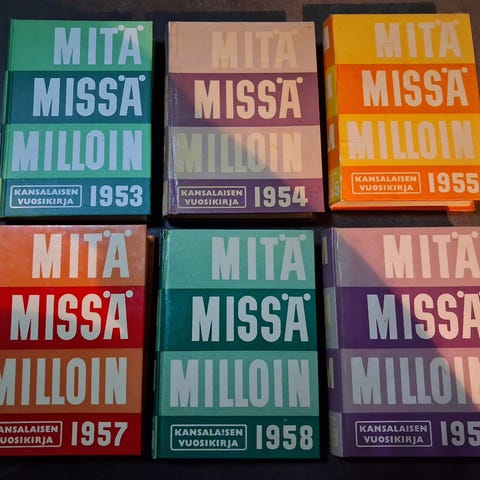 MITÄ
MISSÄ
MILLOIN
KANSALAISEN
VUOSIKIRJA
1953
MITÄ
MISSÄ
MILLOIN
KANSALAISEN
VUOSIKIRJA
1954
MITÄ
MISSÄ
MILLOIN
KANSALAISEN
VUOSIKIRJA
1955
MITÄ
MISSÄ
MILLOIN
KANSALAISEN
VUOSIKIRJA
1957
MITÄ
MISSÄ
MILLOIN
KANSALAISEN
VUOSIKIRJA
1958
MITÄ
MISSÄ
MILLOIN
KANSALAISEN
VUOSIKIRJA